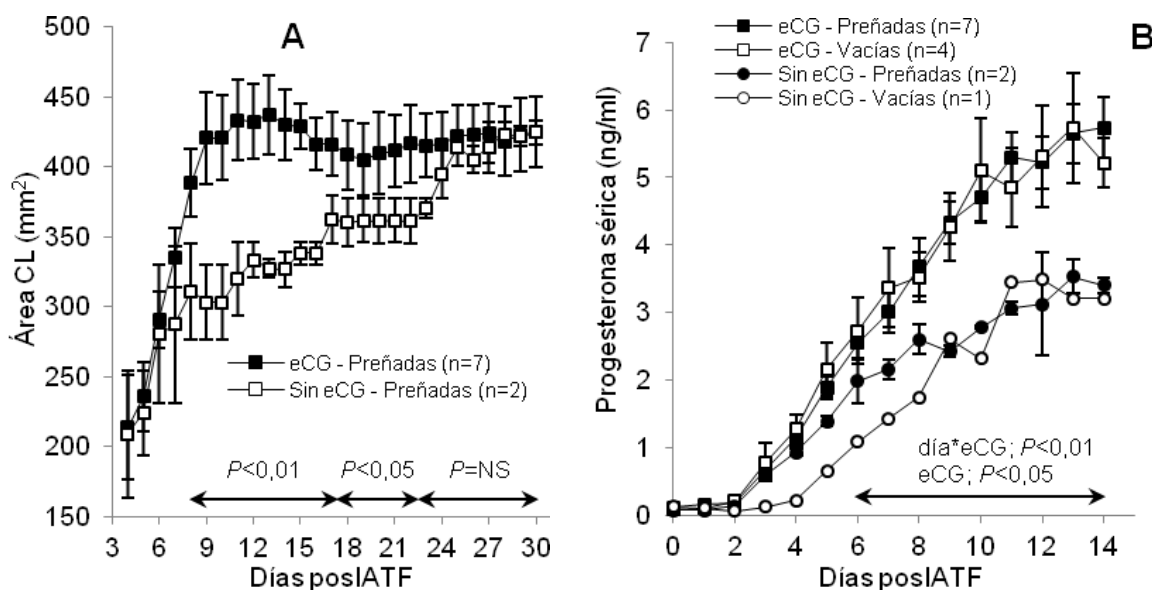 A
500
450
400
350
300
250
200
150
Área CL (mm²)
eCG - Preñadas (n=7)
Sin eCG - Preñadas (n=2)
P<0,01
P<0,05
P=NS
3 6 9 12 15 18 21 24 27 30
Días posIATF
eCG - Preñadas (n=7)
eCG - Vacías (n=4)
Sin eCG - Preñadas (n=2)
Sin eCG - Vacías (n=1)
B
7
6
5
4
3
2
1
0
Progesterona sérica (ng/ml)
día*eCG; P<0,01
eCG; P<0,05
0 2 4 6 8 10 12 14
Días posIATF